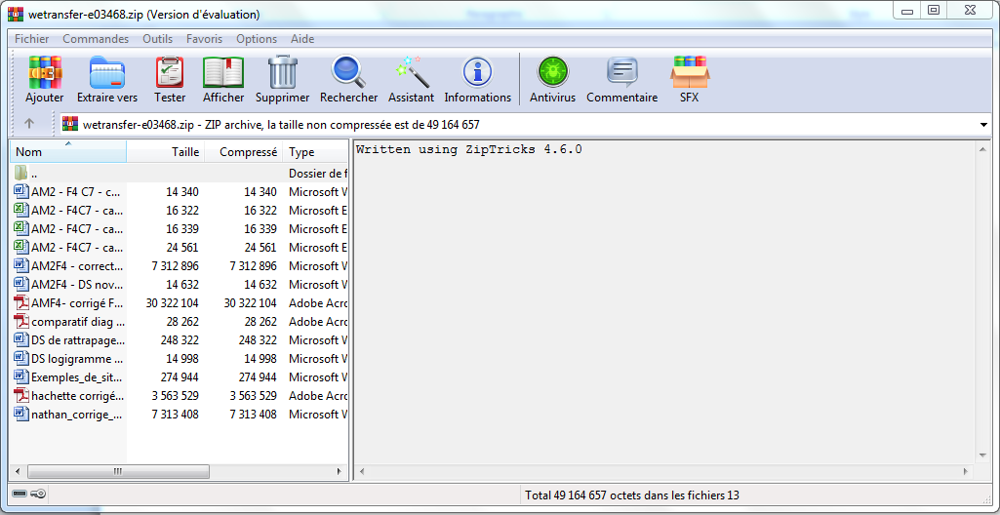 wetransfer-e03468.zip (Version d'évaluation)
Fichier Commandes Outils Favoris Options Aide
Ajouter Extraire vers Tester Afficher Supprimer Rechercher Assistant Informations Antivirus Commentaire SFX
wetransfer-e03468.zip - ZIP archive, la taille non compressée est de 49 164 657
Nom Taille Compressé Type
.. Dossier de f
AM2 - F4 C7 - c... 14 340 14 340 Microsoft W
AM2 - F4C7 - ca... 16 322 16 322 Microsoft E
AM2 - F4C7 - ca... 16 339 16 339 Microsoft E
AM2 - F4C7 - ca... 24 561 24 561 Microsoft E
AM2F4 - correct... 7 312 896 7 312 896 Microsoft W
AM2F4 - DS nov... 14 632 14 632 Microsoft W
AMF4- corrigé F... 30 322 104 30 322 104 Adobe Acro
comparatif diag ... 28 262 28 262 Adobe Acro
DS de rattrapage... 248 322 248 322 Microsoft W
DS logigramme ... 14 998 14 998 Microsoft W
Exemples_de_sit... 274 944 274 944 Microsoft W
hachette corrigé... 3 563 529 3 563 529 Adobe Acro
nathan_corrige_... 7 313 408 7 313 408 Microsoft W
Written using ZipTricks 4.6.0
Total 49 164 657 octets dans les fichiers 13